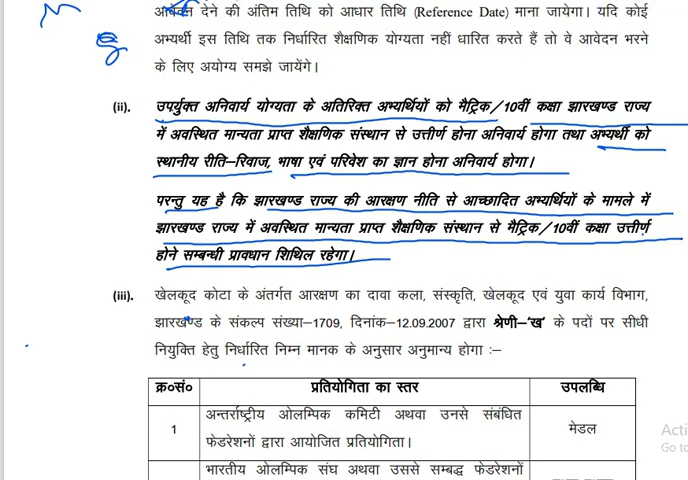 आवेदन देने की अंतिम तिथि को आधार तिथि (Reference Date) माना जायेगा। यदि कोई
अभ्यर्थी इस तिथि तक निर्धारित शैक्षणिक योग्यता नहीं धारित करते हैं तो वे आवेदन भरने
के लिए अयोग्य समझे जायेंगे।
(ii). उपर्युक्त अनिवार्य योग्यता के अतिरिक्त अभ्यर्थियों को मैट्रिक/10वीं कक्षा झारखण्ड राज्य
में अवस्थित मान्यता प्राप्त शैक्षणिक संस्थान से उत्तीर्ण होना अनिवार्य होगा तथा अभ्यर्थी को
स्थानीय रीति–रिवाज, भाषा एवं परिवेश का ज्ञान होना अनिवार्य होगा।
परन्तु यह है कि झारखण्ड राज्य की आरक्षण नीति से आच्छादित अभ्यर्थियों के मामले में
झारखण्ड राज्य में अवस्थित मान्यता प्राप्त शैक्षणिक संस्थान से मैट्रिक/10वीं कक्षा उत्तीर्ण
होने सम्बन्धी प्रावधान शिथिल रहेगा।
(iii). खेलकूद कोटा के अंतर्गत आरक्षण का दावा कला, संस्कृति, खेलकूद एवं युवा कार्य विभाग,
झारखण्ड के संकल्प संख्या–1709, दिनांक–12.09.2007 द्वारा श्रेणी–'ख' के पदों पर सीधी
नियुक्ति हेतु निर्धारित निम्न मानक के अनुसार अनुमान्य होगा :–
क्र०सं० प्रतियोगिता का स्तर उपलब्धि
1 अन्तर्राष्ट्रीय ओलम्पिक कमिटी अथवा उनसे संबंधित
फेडरेशनों द्वारा आयोजित प्रतियोगिता। मेडल
भारतीय ओलम्पिक संघ अथवा उससे सम्बद्ध फेडरेशनों
Acti
Go to